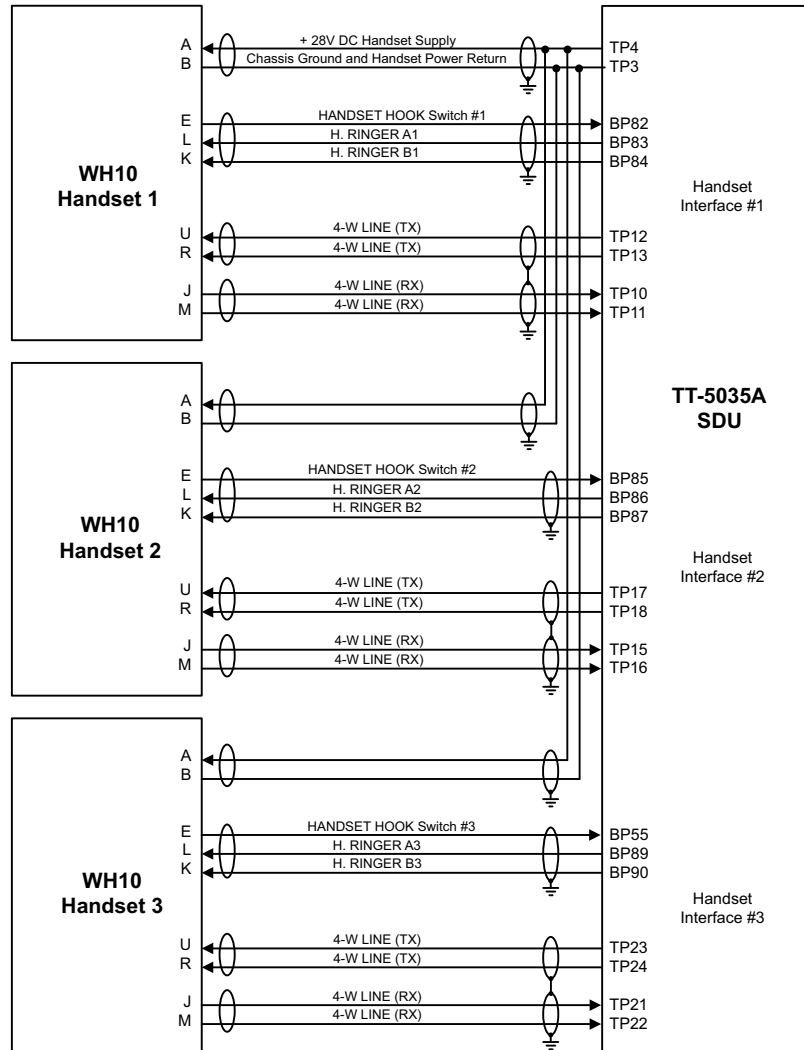 A + 28V DC Handset Supply TP4
B Chassis Ground and Handset Power Return TP3
E HANDSET HOOK Switch #1 BP82
L H. RINGER A1 BP83
K H. RINGER B1 BP84
WH10
Handset 1
Handset
Interface #1
U 4-W LINE (TX) TP12
R 4-W LINE (TX) TP13
J 4-W LINE (RX) TP10
M 4-W LINE (RX) TP11
TT-5035A
SDU
A
B
E HANDSET HOOK Switch #2 BP85
L H. RINGER A2 BP86
K H. RINGER B2 BP87
WH10
Handset 2
Handset
Interface #2
U 4-W LINE (TX) TP17
R 4-W LINE (TX) TP18
J 4-W LINE (RX) TP15
M 4-W LINE (RX) TP16
A
B
E HANDSET HOOK Switch #3 BP55
L H. RINGER A3 BP89
K H. RINGER B3 BP90
WH10
Handset 3
Handset
Interface #3
U 4-W LINE (TX) TP23
R 4-W LINE (TX) TP24
J 4-W LINE (RX) TP21
M 4-W LINE (RX) TP22